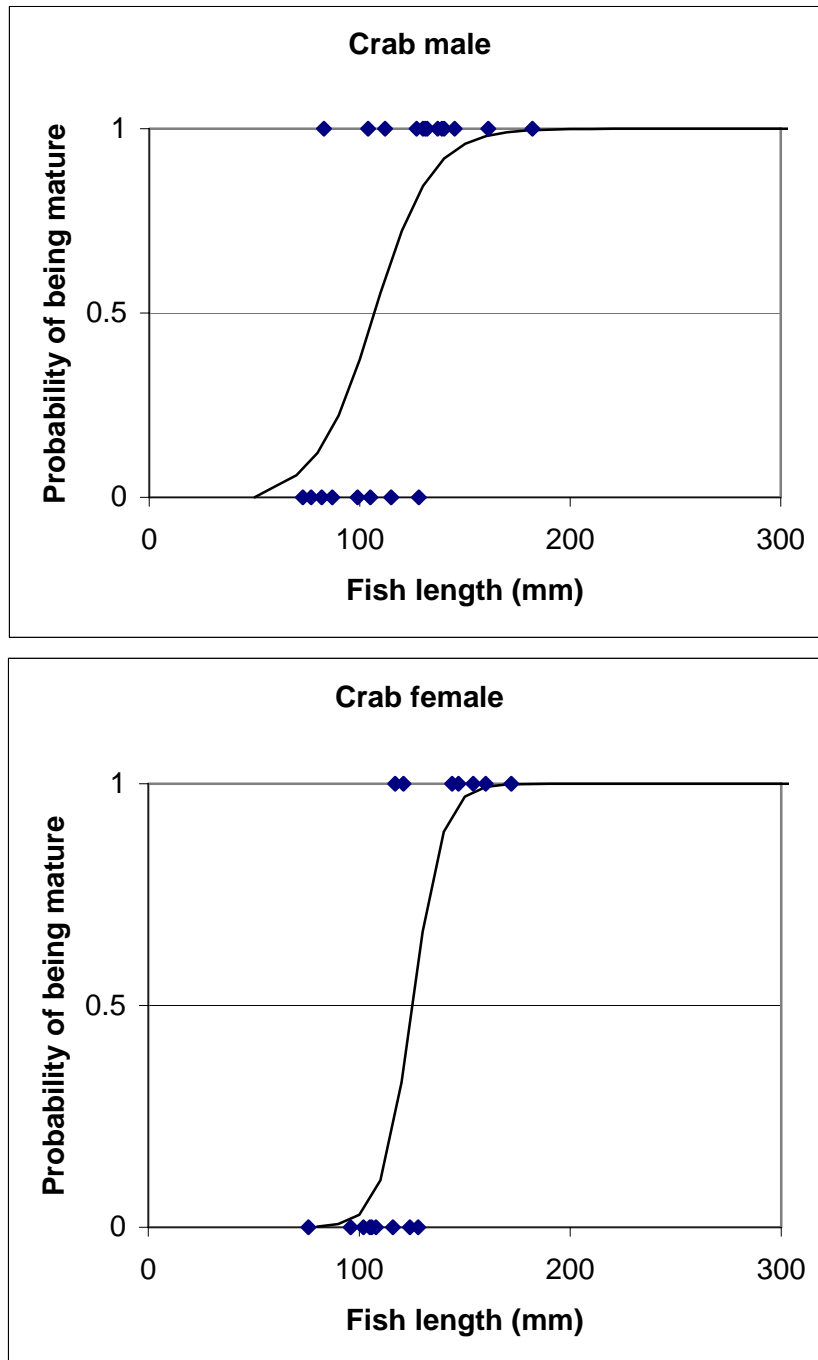 Crab male
1
0.5
0
0 100 200 300
Probability of being mature
Fish length (mm)
Crab female
1
0.5
0
0 100 200 300
Probability of being mature
Fish length (mm)